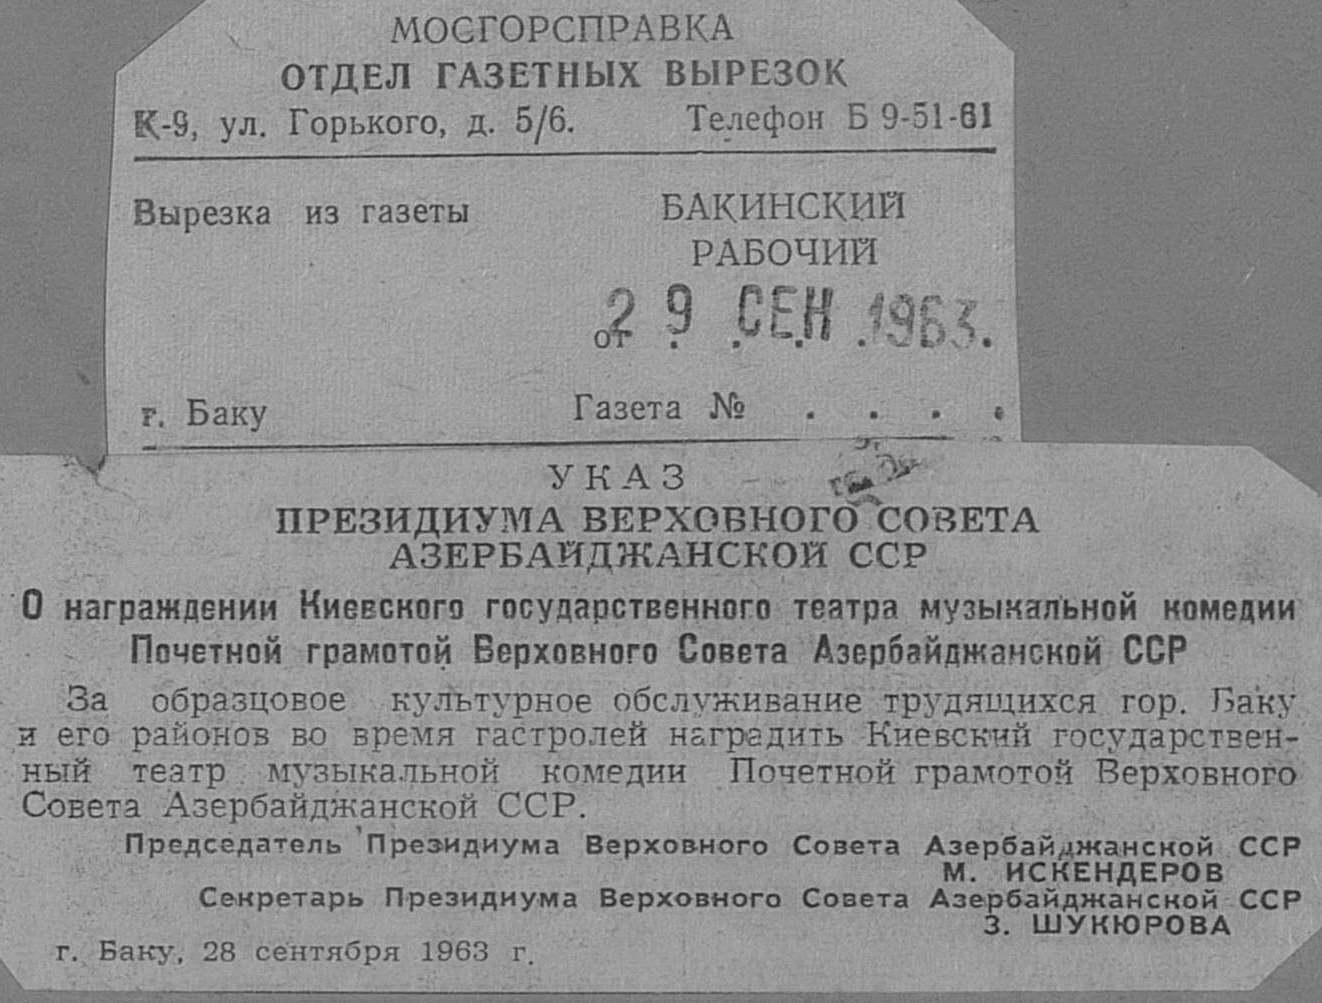 МОСГОРСПРАВКА
ОТДЕЛ ГАЗЕТНЫХ ВЫРЕЗОК
К-9, ул. Горького, д. 5/6. Телефон Б 9-51-61
Вырезка из газеты БАКИНСКИЙ
РАБОЧИЙ
от 29 СЕН 1963.
г. Баку Газета № . . . .
УКАЗ
ПРЕЗИДИУМА ВЕРХОВНОГО СОВЕТА
АЗЕРБАЙДЖАНСКОЙ ССР
О награждении Киевского государственного театра музыкальной комедии
Почетной грамотой Верховного Совета Азербайджанской ССР
За образцовое культурное обслуживание трудящихся гор. Баку
и его районов во время гастролей наградить Киевский государствен-
ный театр музыкальной комедии Почетной грамотой Верховного
Совета Азербайджанской ССР.
Председатель Президиума Верховного Совета Азербайджанской ССР
М. ИСКЕНДЕРОВ
Секретарь Президиума Верховного Совета Азербайджанской ССР
З. ШУКЮРОВА
г. Баку, 28 сентября 1963 г.